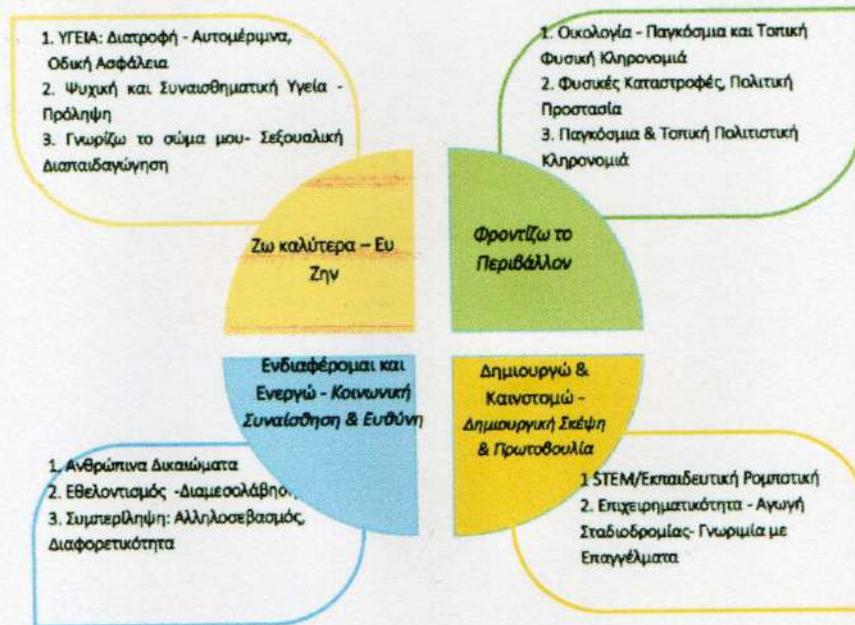 1. ΥΓΕΙΑ: Διατροφή - Αυτομέριμνα,
Οδική Ασφάλεια
2. Ψυχική και Συναισθηματική Υγεία -
Πρόληψη
3. Γνωρίζω το σώμα μου- Σεξουαλική
Διαπαιδαγώγηση
1. Οικολογία - Παγκόσμια και Τοπική
Φυσική Κληρονομιά
2. Φυσικές Καταστροφές, Πολιτική
Προστασία
3. Παγκόσμια & Τοπική Πολιτιστική
Κληρονομιά
Ζω καλύτερα – Ευ
Ζην
Φροντίζω το
Περιβάλλον
Ενδιαφέρομαι και
Ενεργώ - Κοινωνική
Συναίσθηση & Ευθύνη
Δημιουργώ &
Καινοτομώ -
Δημιουργική Σκέψη
& Πρωτοβουλία
1. Ανθρώπινα Δικαιώματα
2. Εθελοντισμός -Διαμεσολάβηση,
3. Συμπερίληψη: Αλληλοσεβασμός,
Διαφορετικότητα
1 STEM/Εκπαιδευτική Ρομποτική
2. Επιχειρηματικότητα - Αγωγή
Σταδιοδρομίας- Γνωριμία με
Επαγγέλματα